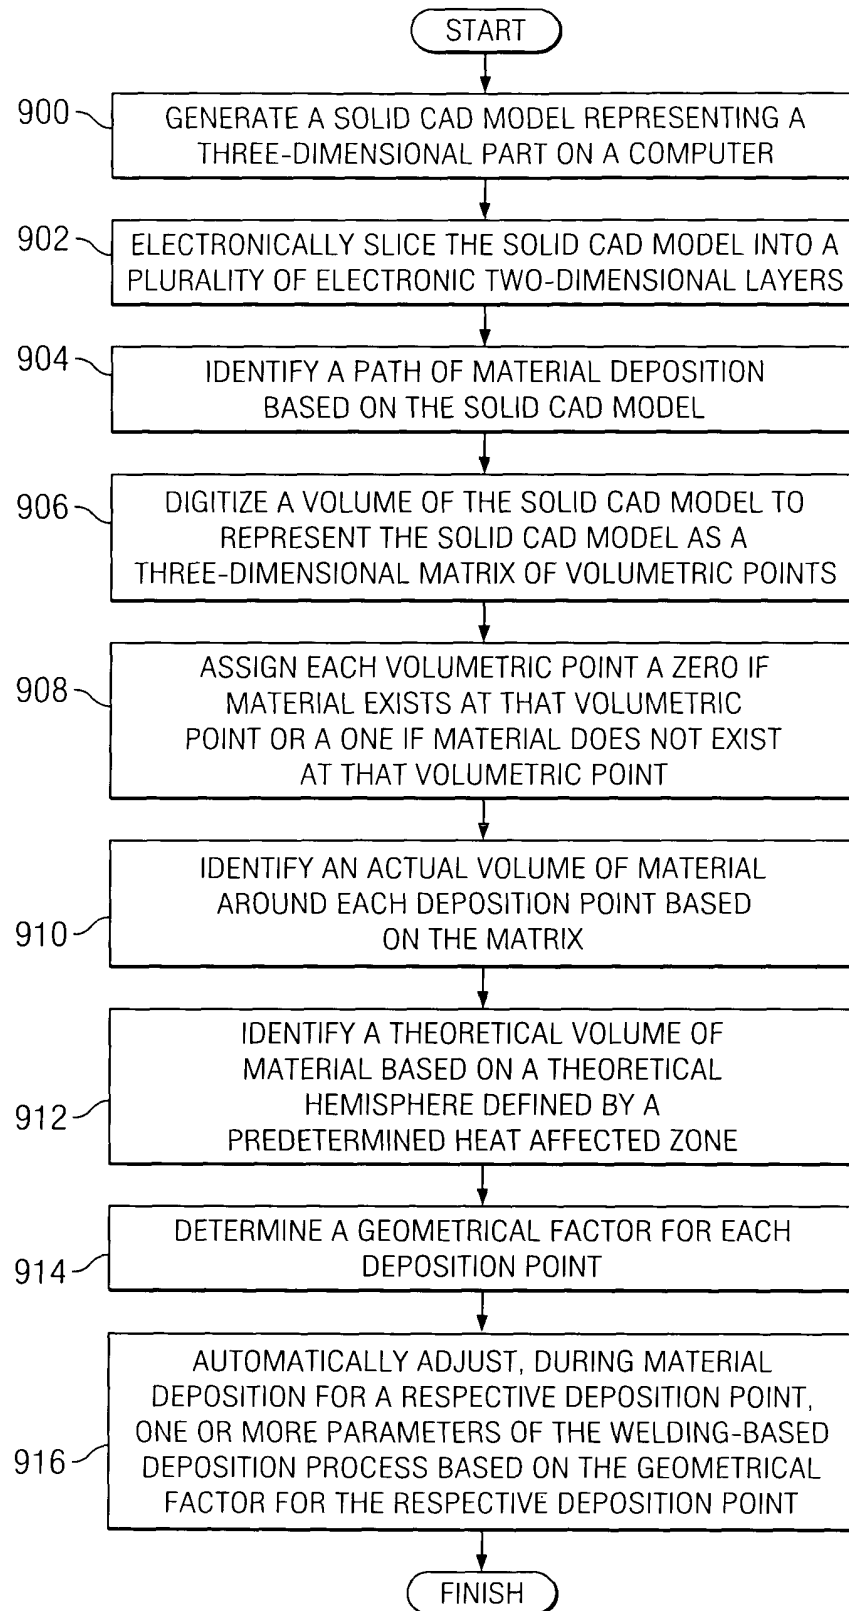 START
900
GENERATE A SOLID CAD MODEL REPRESENTING A
THREE-DIMENSIONAL PART ON A COMPUTER
902
ELECTRONICALLY SLICE THE SOLID CAD MODEL INTO A
PLURALITY OF ELECTRONIC TWO-DIMENSIONAL LAYERS
904
IDENTIFY A PATH OF MATERIAL DEPOSITION
BASED ON THE SOLID CAD MODEL
906
DIGITIZE A VOLUME OF THE SOLID CAD MODEL TO
REPRESENT THE SOLID CAD MODEL AS A
THREE-DIMENSIONAL MATRIX OF VOLUMETRIC POINTS
908
ASSIGN EACH VOLUMETRIC POINT A ZERO IF
MATERIAL EXISTS AT THAT VOLUMETRIC
POINT OR A ONE IF MATERIAL DOES NOT EXIST
AT THAT VOLUMETRIC POINT
910
IDENTIFY AN ACTUAL VOLUME OF MATERIAL
AROUND EACH DEPOSITION POINT BASED
ON THE MATRIX
912
IDENTIFY A THEORETICAL VOLUME OF
MATERIAL BASED ON A THEORETICAL
HEMISPHERE DEFINED BY A
PREDETERMINED HEAT AFFECTED ZONE
914
DETERMINE A GEOMETRICAL FACTOR FOR EACH
DEPOSITION POINT
916
AUTOMATICALLY ADJUST, DURING MATERIAL
DEPOSITION FOR A RESPECTIVE DEPOSITION POINT,
ONE OR MORE PARAMETERS OF THE WELDING-BASED
DEPOSITION PROCESS BASED ON THE GEOMETRICAL
FACTOR FOR THE RESPECTIVE DEPOSITION POINT
FINISH